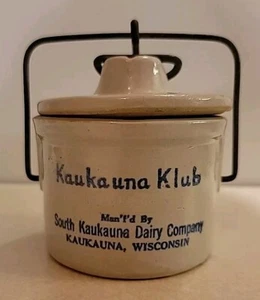 Kaukauna Klub
Man'f'd By
South Kaukauna Dairy Company
KAUKAUNA, WISCONSIN